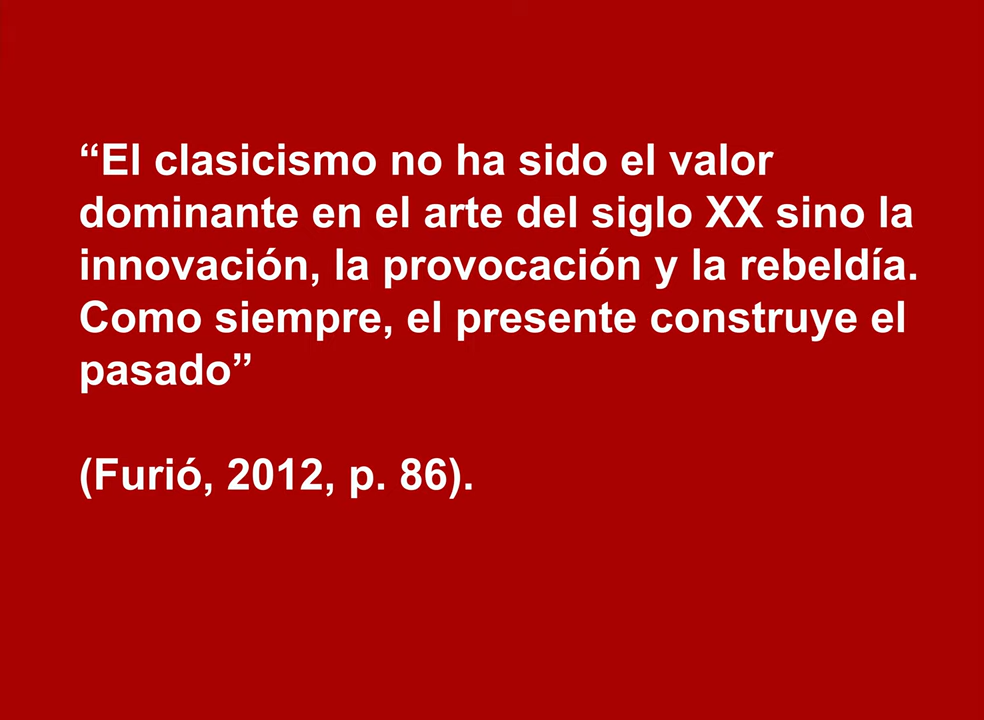 “El clasicismo no ha sido el valor
dominante en el arte del siglo XX sino la
innovación, la provocación y la rebeldía.
Como siempre, el presente construye el
pasado”
(Furió, 2012, p. 86).